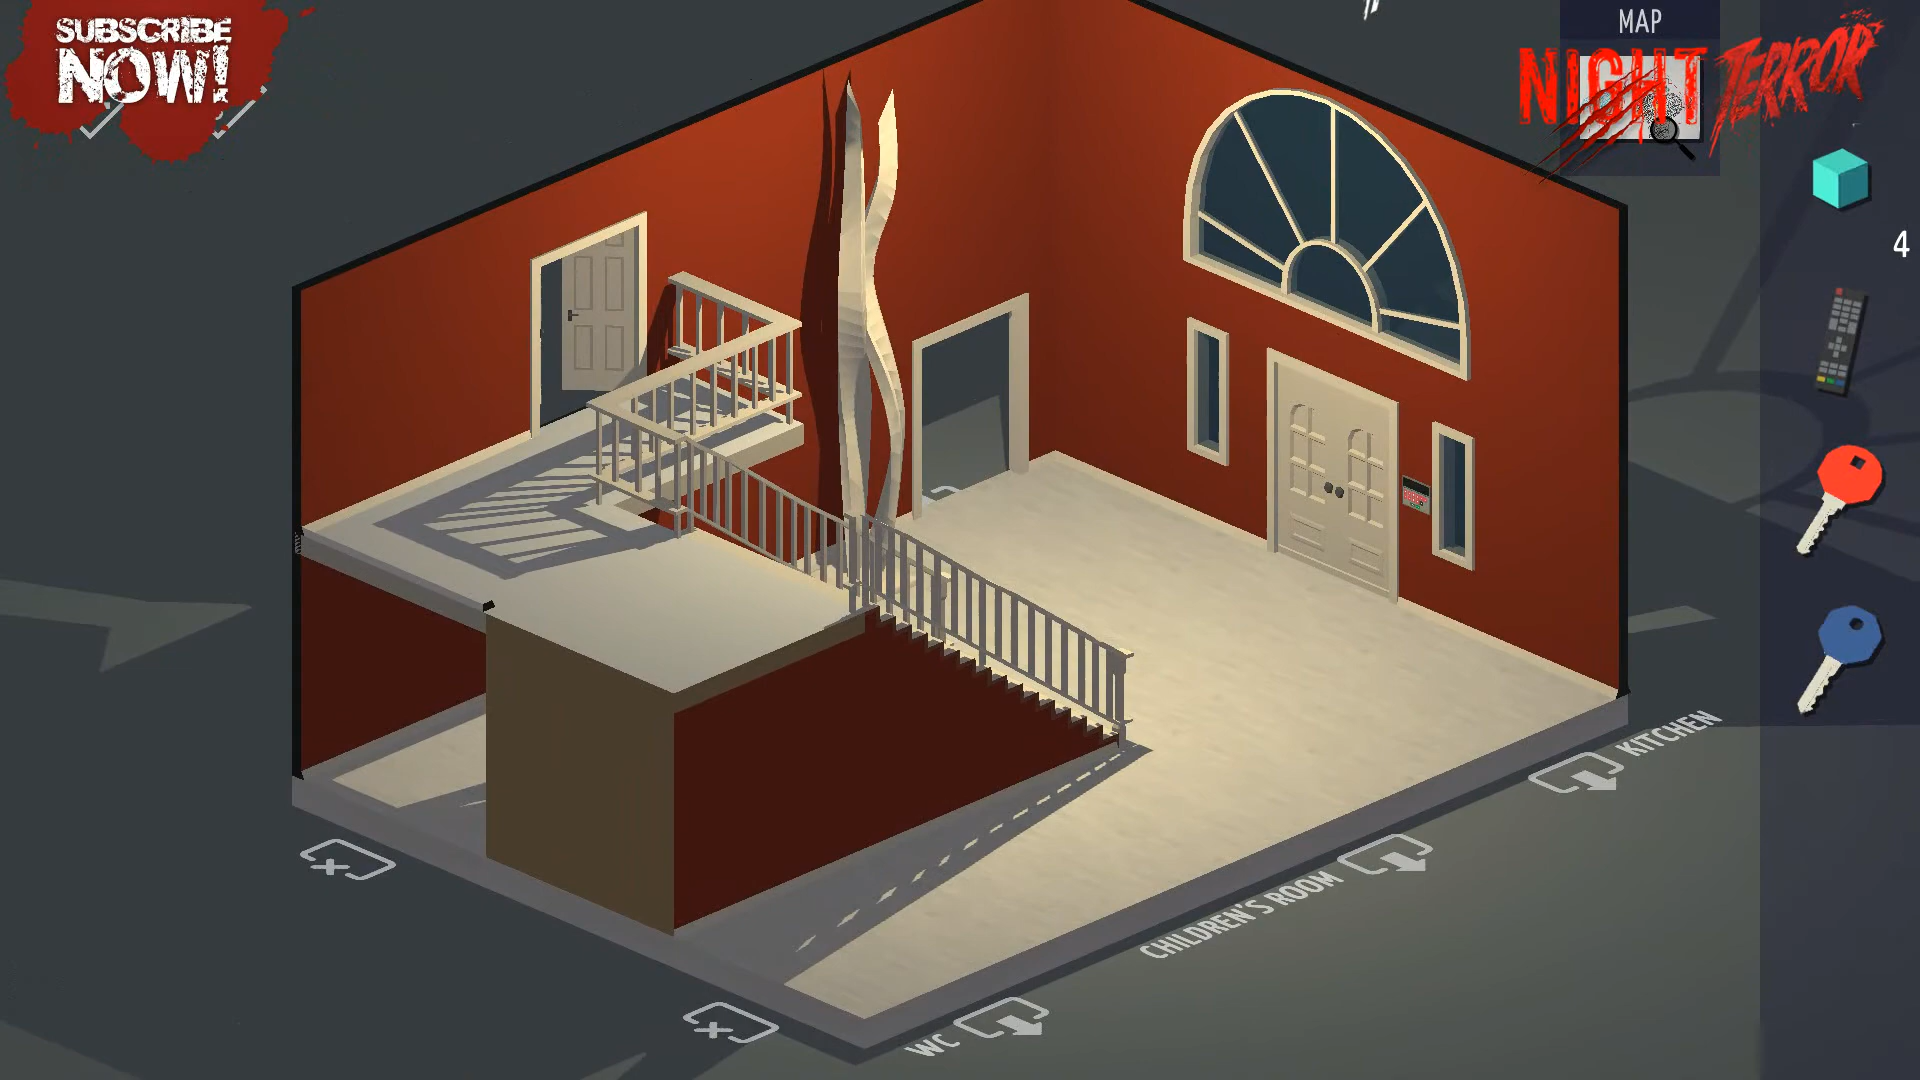 SUBSCRIBE
NOW!
MAP
NIGHT TERROR
4
KITCHEN
CHILDREN'S ROOM
WC